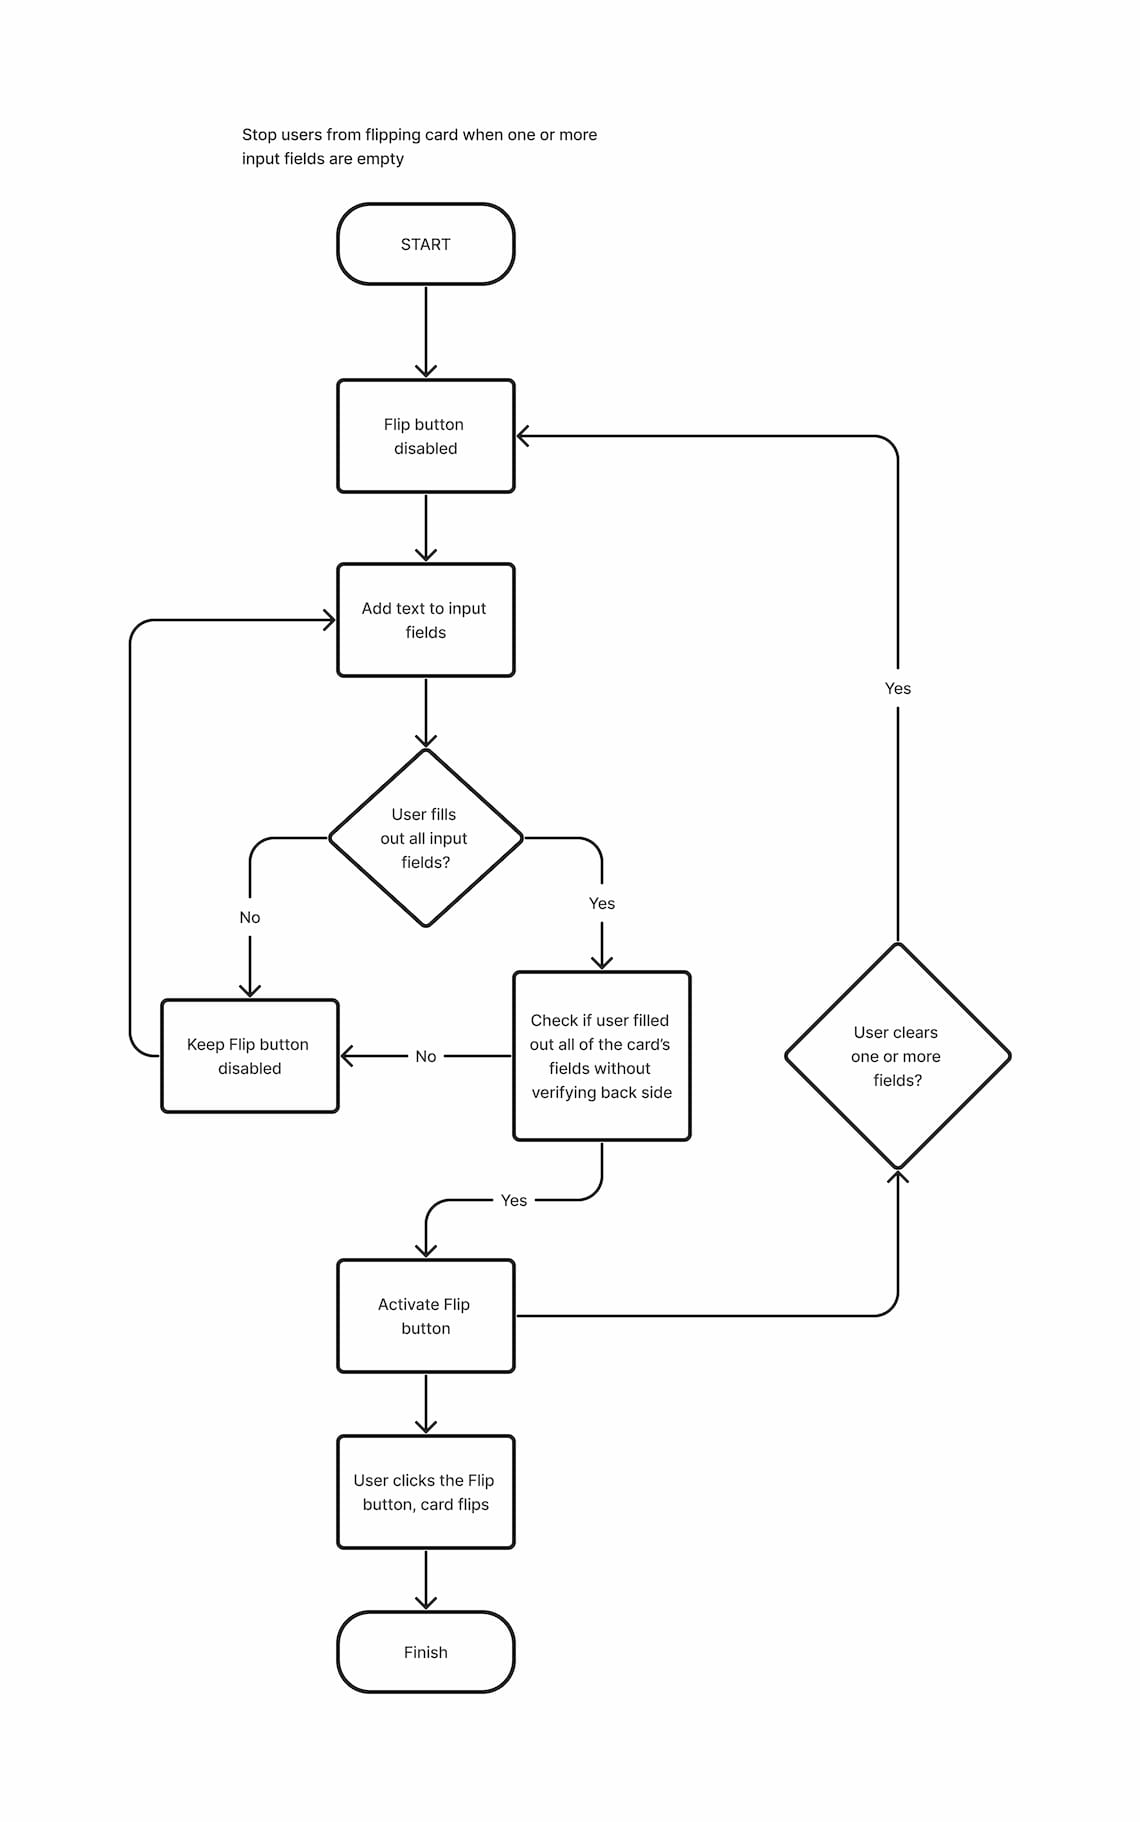 Stop users from flipping card when one or more
input fields are empty
START
Flip button
disabled
Add text to input
fields
Yes
User fills
out all input
fields?
No
Yes
Check if user filled
out all of the card’s
fields without
verifying back side
User clears
one or more
fields?
Keep Flip button
disabled
No
Yes
Activate Flip
button
User clicks the Flip
button, card flips
Finish